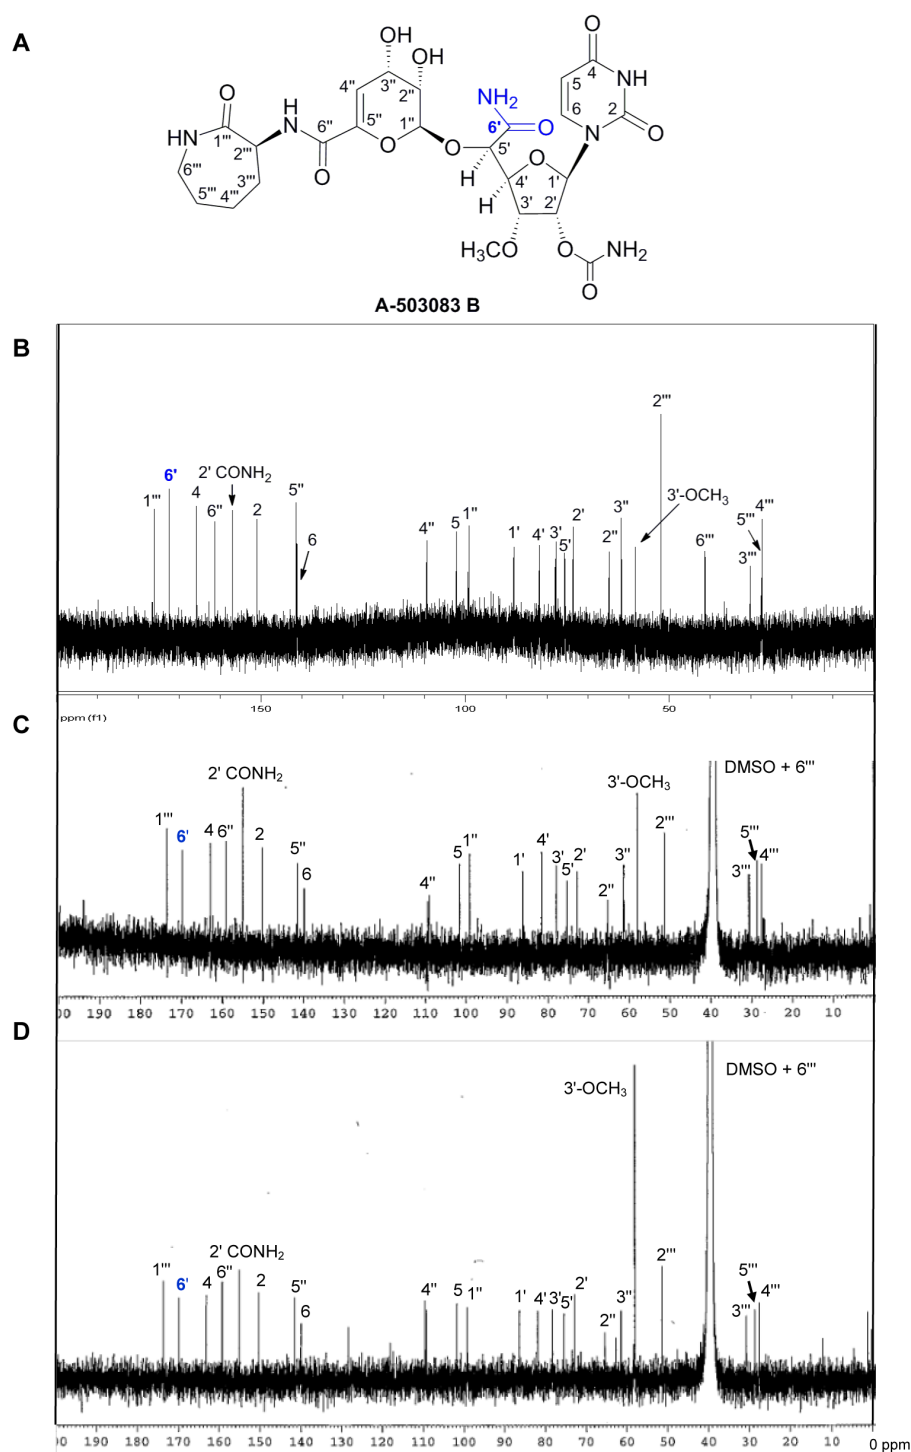 A
OH
OH
O
O
4''
3''
2''
NH₂
5
4
NH
O
H
N
6''
5''
1''
6'
O
6
2
HN
1'''
2'''
O
O
5'
N
O
6'''
3'''
O
H
O
4'
1'
5'''
4'''
H
3'
2'
H₃CO
O
NH₂
O
A-503083 B
B
2'''
6'
2' CONH₂
1'''
4
6''
2
5''
6
4''
5
1''
1'
4'
3'
5'
2'
2''
3''
3'-OCH₃
6'''
3'''
5'''
4'''
150
100
50
ppm (f1)
C
2' CONH₂
1'''
6'
4
6''
2
5''
6
4''
5
1''
1'
4'
3'
5'
2'
2''
3''
3'-OCH₃
2'''
DMSO + 6'''
3'''
5'''
4'''
00 190 180 170 160 150 140 130 120 110 100 90 80 70 60 50 40 30 20 10
D
2' CONH₂
1'''
6'
4
6''
2
5''
6
4''
5
1''
1'
4'
3'
5'
2'
2''
3''
3'-OCH₃
2'''
DMSO + 6'''
3'''
5'''
4'''
00 190 180 170 160 150 140 130 120 110 100 90 80 70 60 50 40 30 20 10 0 ppm